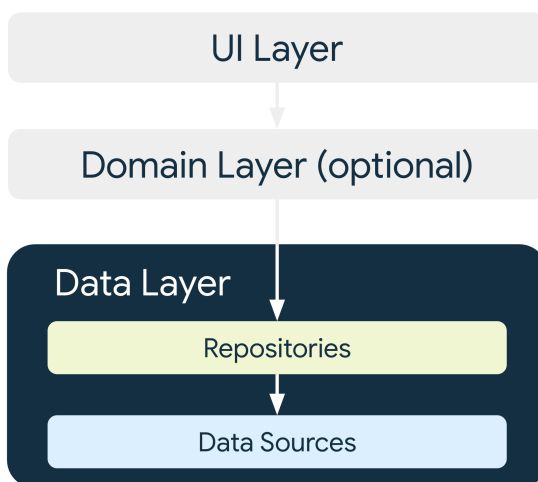 UI Layer
Domain Layer (optional)
Data Layer
Repositories
Data Sources